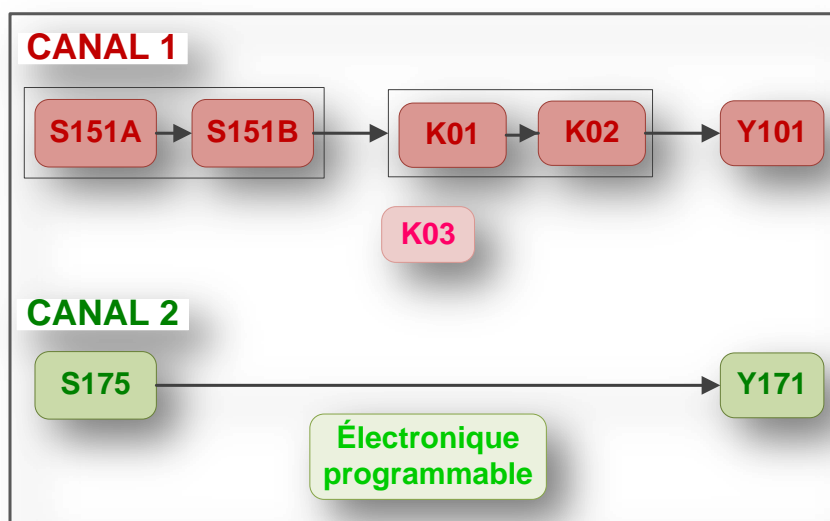 CANAL 1
S151A S151B K01 K02 Y101
K03
CANAL 2
S175 Y171
Électronique
programmable